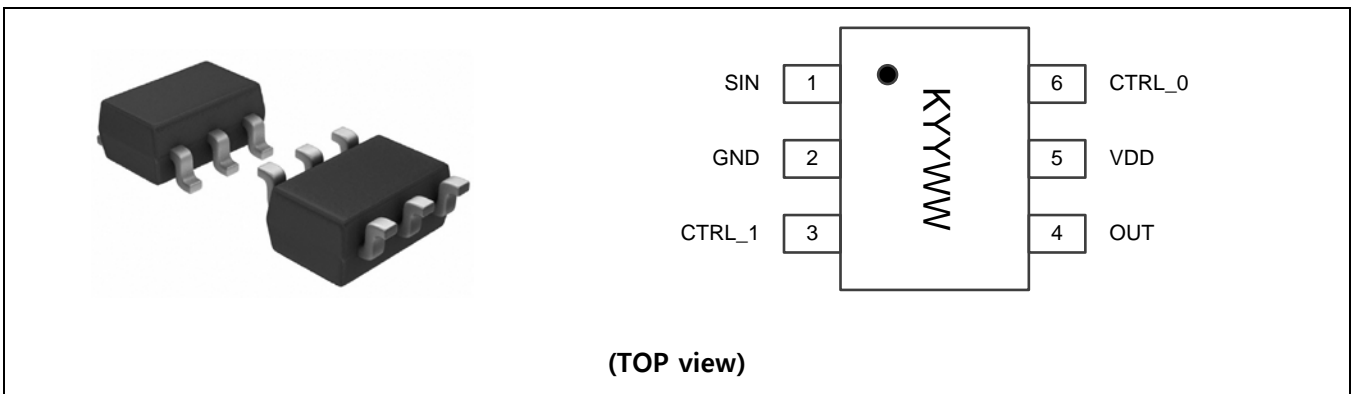 SIN 1 6 CTRL_0
GND 2 KYYWW 5 VDD
CTRL_1 3 4 OUT
(TOP view)